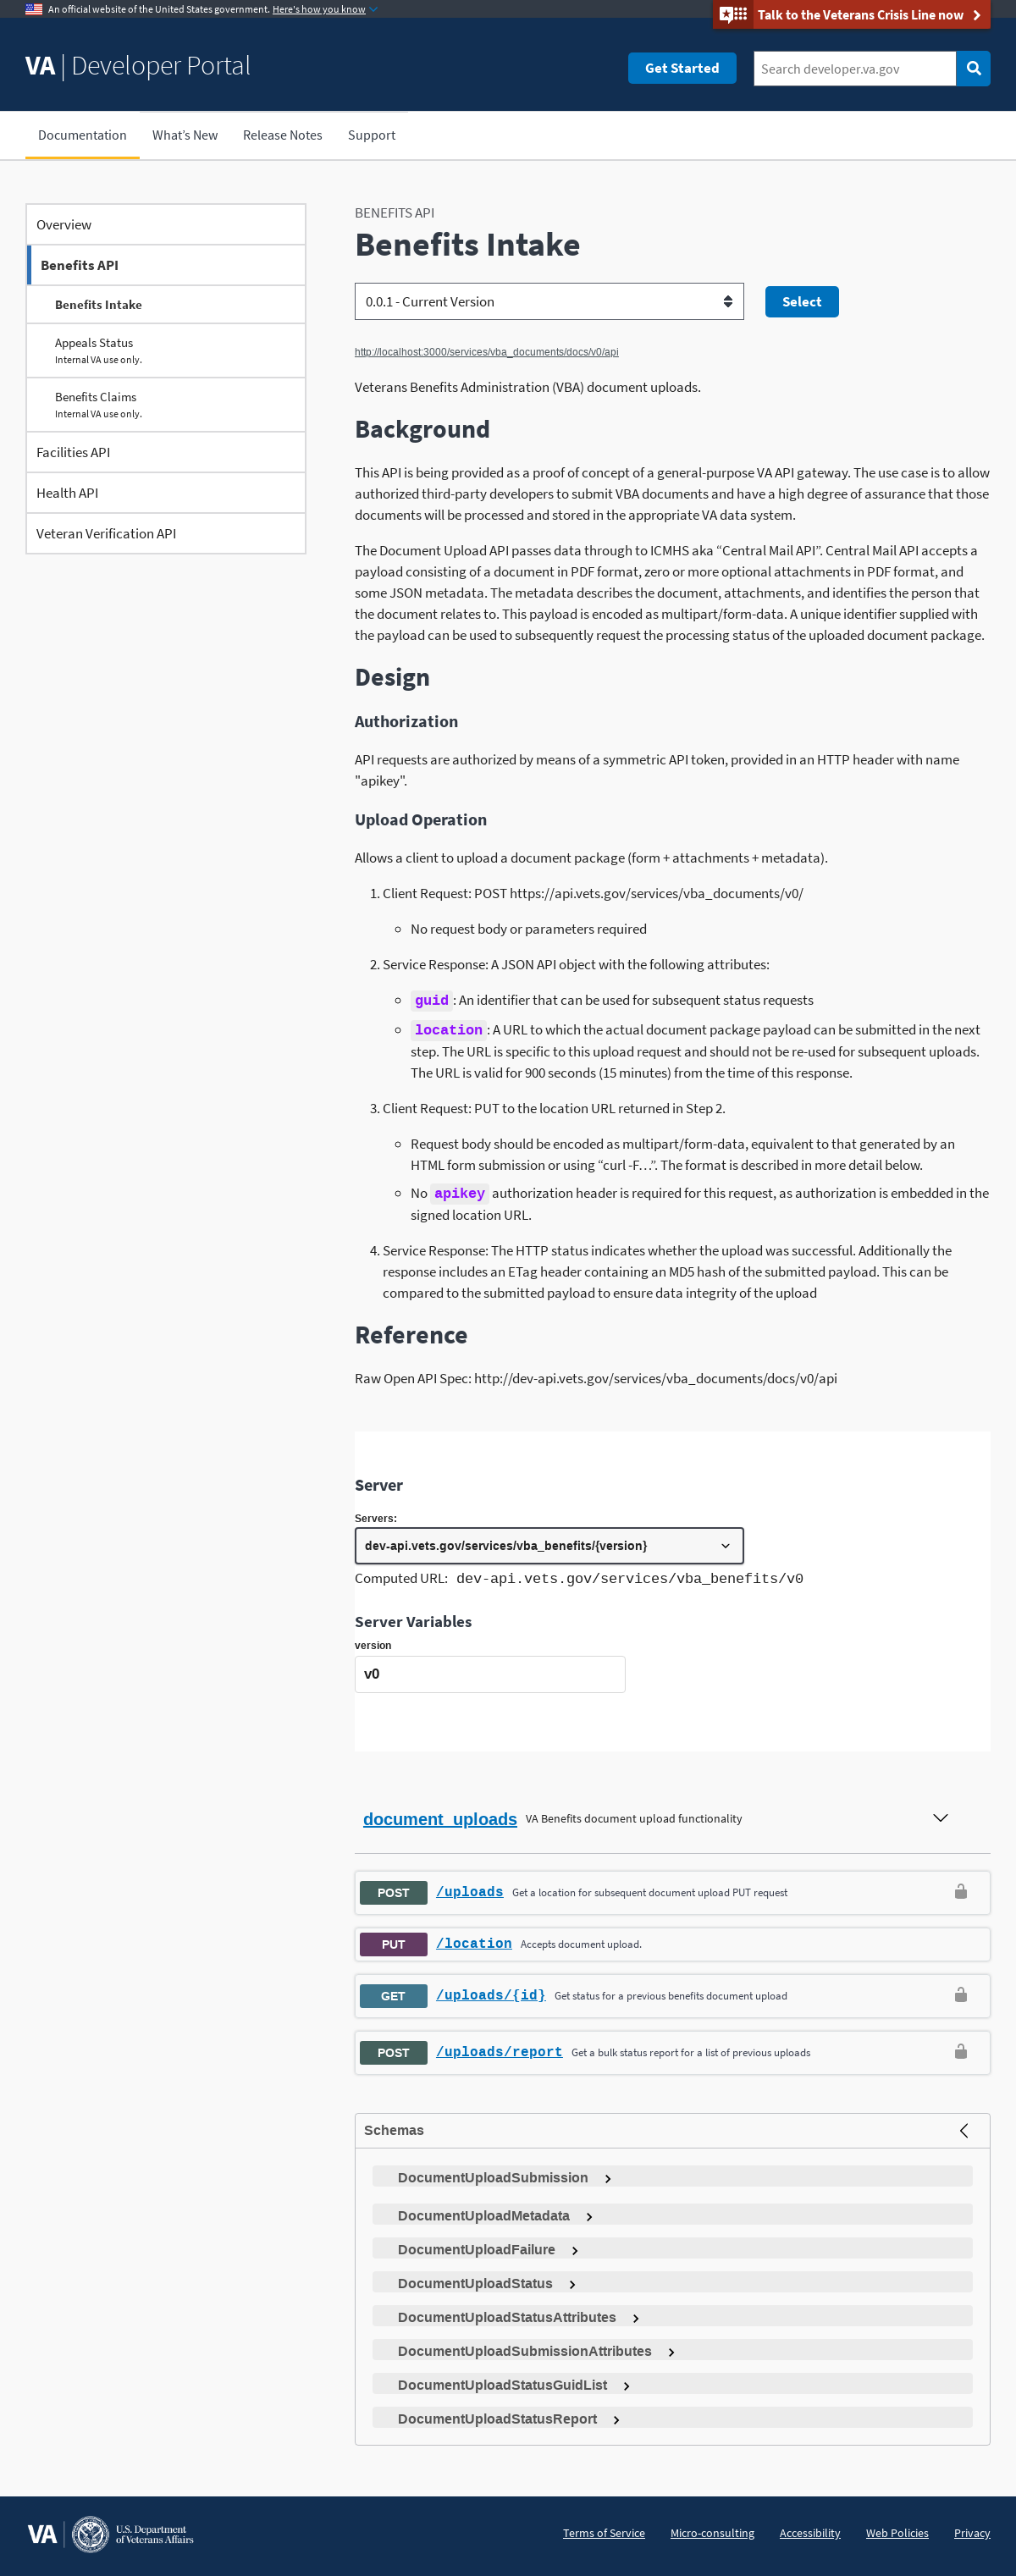 An official website of the United States government. Here's how you know
Talk to the Veterans Crisis Line now
VA | Developer Portal
Get Started
Search developer.va.gov
Documentation
What’s New
Release Notes
Support
Overview
Benefits API
Benefits Intake
Appeals Status
Internal VA use only.
Benefits Claims
Internal VA use only.
Facilities API
Health API
Veteran Verification API
BENEFITS API
Benefits Intake
0.0.1 - Current Version
Select
http://localhost:3000/services/vba_documents/docs/v0/api
Veterans Benefits Administration (VBA) document uploads.
Background
This API is being provided as a proof of concept of a general-purpose VA API gateway. The use case is to allow
authorized third-party developers to submit VBA documents and have a high degree of assurance that those
documents will be processed and stored in the appropriate VA data system.
The Document Upload API passes data through to ICMHS aka “Central Mail API”. Central Mail API accepts a
payload consisting of a document in PDF format, zero or more optional attachments in PDF format, and
some JSON metadata. The metadata describes the document, attachments, and identifies the person that
the document relates to. This payload is encoded as multipart/form-data. A unique identifier supplied with
the payload can be used to subsequently request the processing status of the uploaded document package.
Design
Authorization
API requests are authorized by means of a symmetric API token, provided in an HTTP header with name
"apikey".
Upload Operation
Allows a client to upload a document package (form + attachments + metadata).
1. Client Request: POST https://api.vets.gov/services/vba_documents/v0/
No request body or parameters required
2. Service Response: A JSON API object with the following attributes:
guid: An identifier that can be used for subsequent status requests
location: A URL to which the actual document package payload can be submitted in the next
step. The URL is specific to this upload request and should not be re-used for subsequent uploads.
The URL is valid for 900 seconds (15 minutes) from the time of this response.
3. Client Request: PUT to the location URL returned in Step 2.
Request body should be encoded as multipart/form-data, equivalent to that generated by an
HTML form submission or using “curl -F…”. The format is described in more detail below.
No apikey authorization header is required for this request, as authorization is embedded in the
signed location URL.
4. Service Response: The HTTP status indicates whether the upload was successful. Additionally the
response includes an ETag header containing an MD5 hash of the submitted payload. This can be
compared to the submitted payload to ensure data integrity of the upload
Reference
Raw Open API Spec: http://dev-api.vets.gov/services/vba_documents/docs/v0/api
Server
Servers:
dev-api.vets.gov/services/vba_benefits/{version}
Computed URL: dev-api.vets.gov/services/vba_benefits/v0
Server Variables
version
v0
document_uploads VA Benefits document upload functionality
POST /uploads Get a location for subsequent document upload PUT request
PUT /location Accepts document upload.
GET /uploads/{id} Get status for a previous benefits document upload
POST /uploads/report Get a bulk status report for a list of previous uploads
Schemas
DocumentUploadSubmission
DocumentUploadMetadata
DocumentUploadFailure
DocumentUploadStatus
DocumentUploadStatusAttributes
DocumentUploadSubmissionAttributes
DocumentUploadStatusGuidList
DocumentUploadStatusReport
VA
U.S. Department
of Veterans Affairs
Terms of Service
Micro-consulting
Accessibility
Web Policies
Privacy